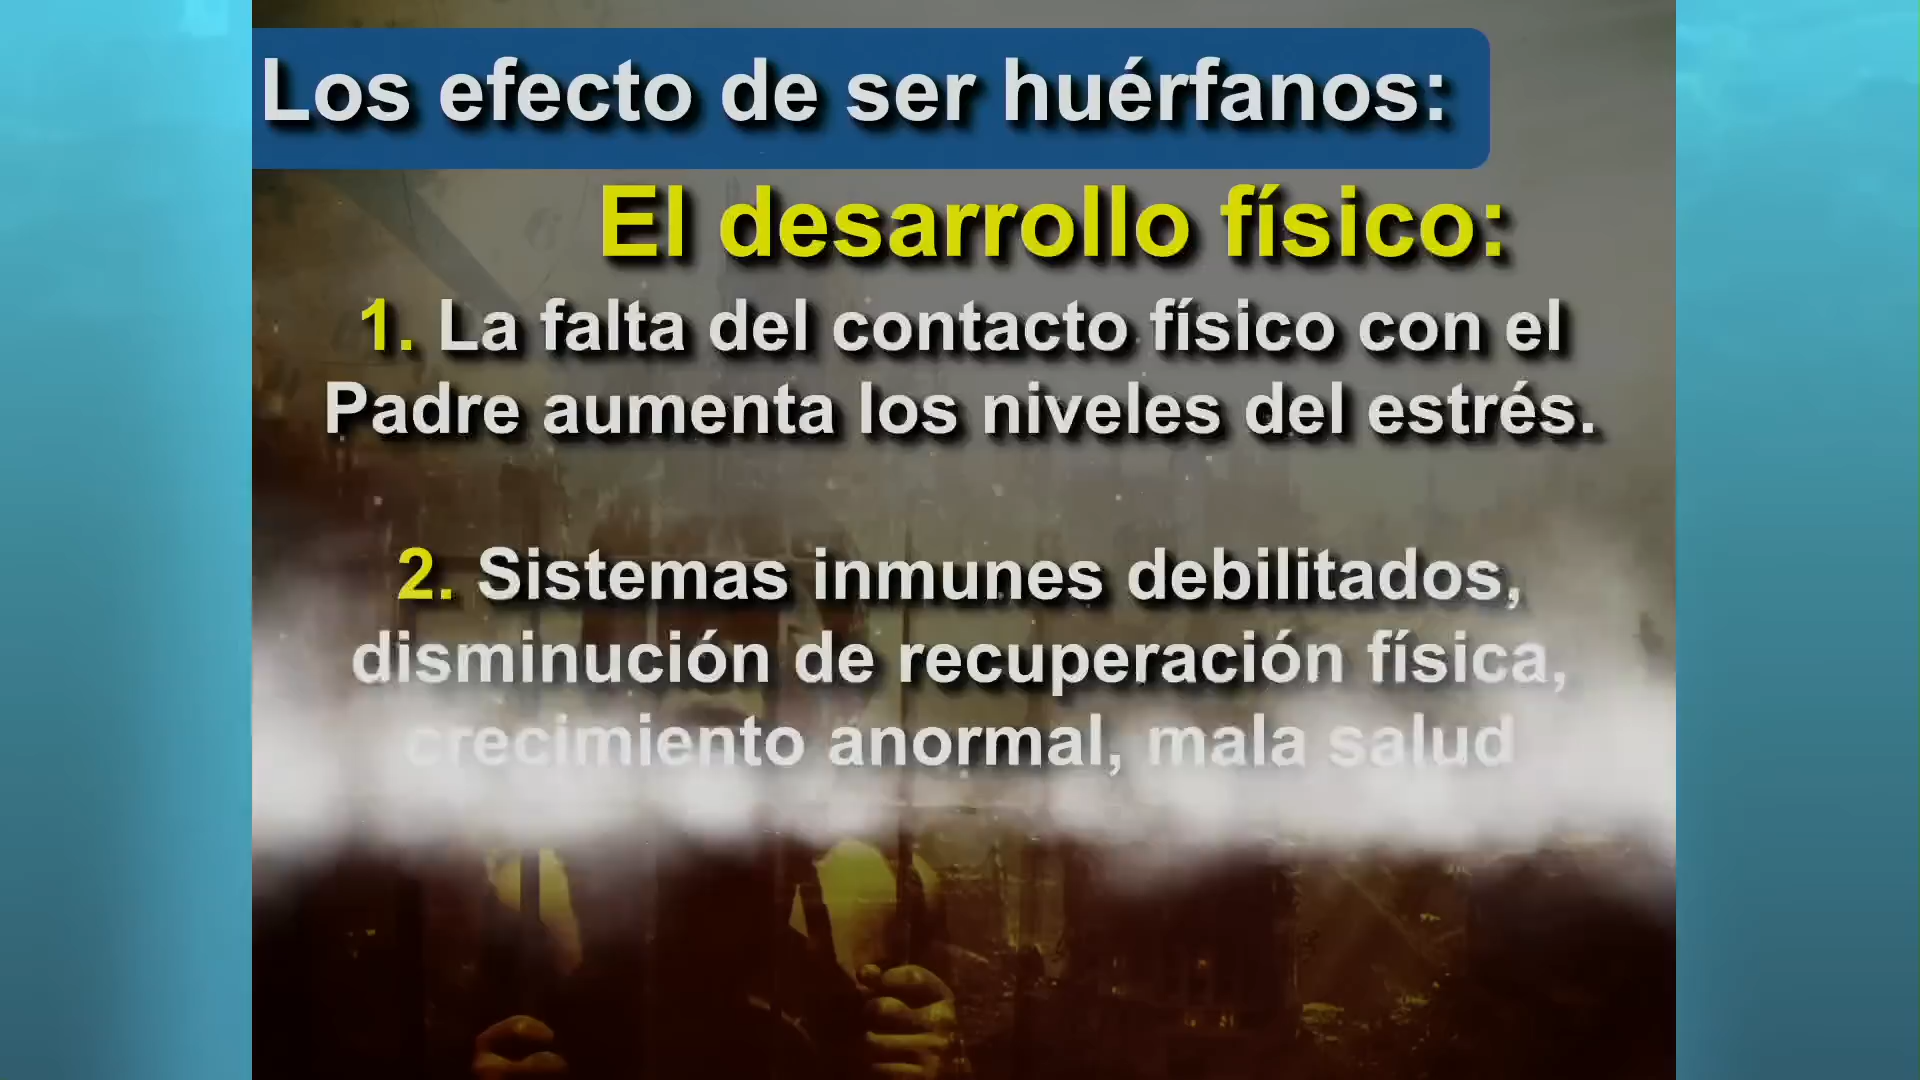 Los efecto de ser huérfanos:
El desarrollo físico:
1. La falta del contacto físico con el
Padre aumenta los niveles del estrés.
2. Sistemas inmunes debilitados,
disminución de recuperación física,
crecimiento anormal, mala salud